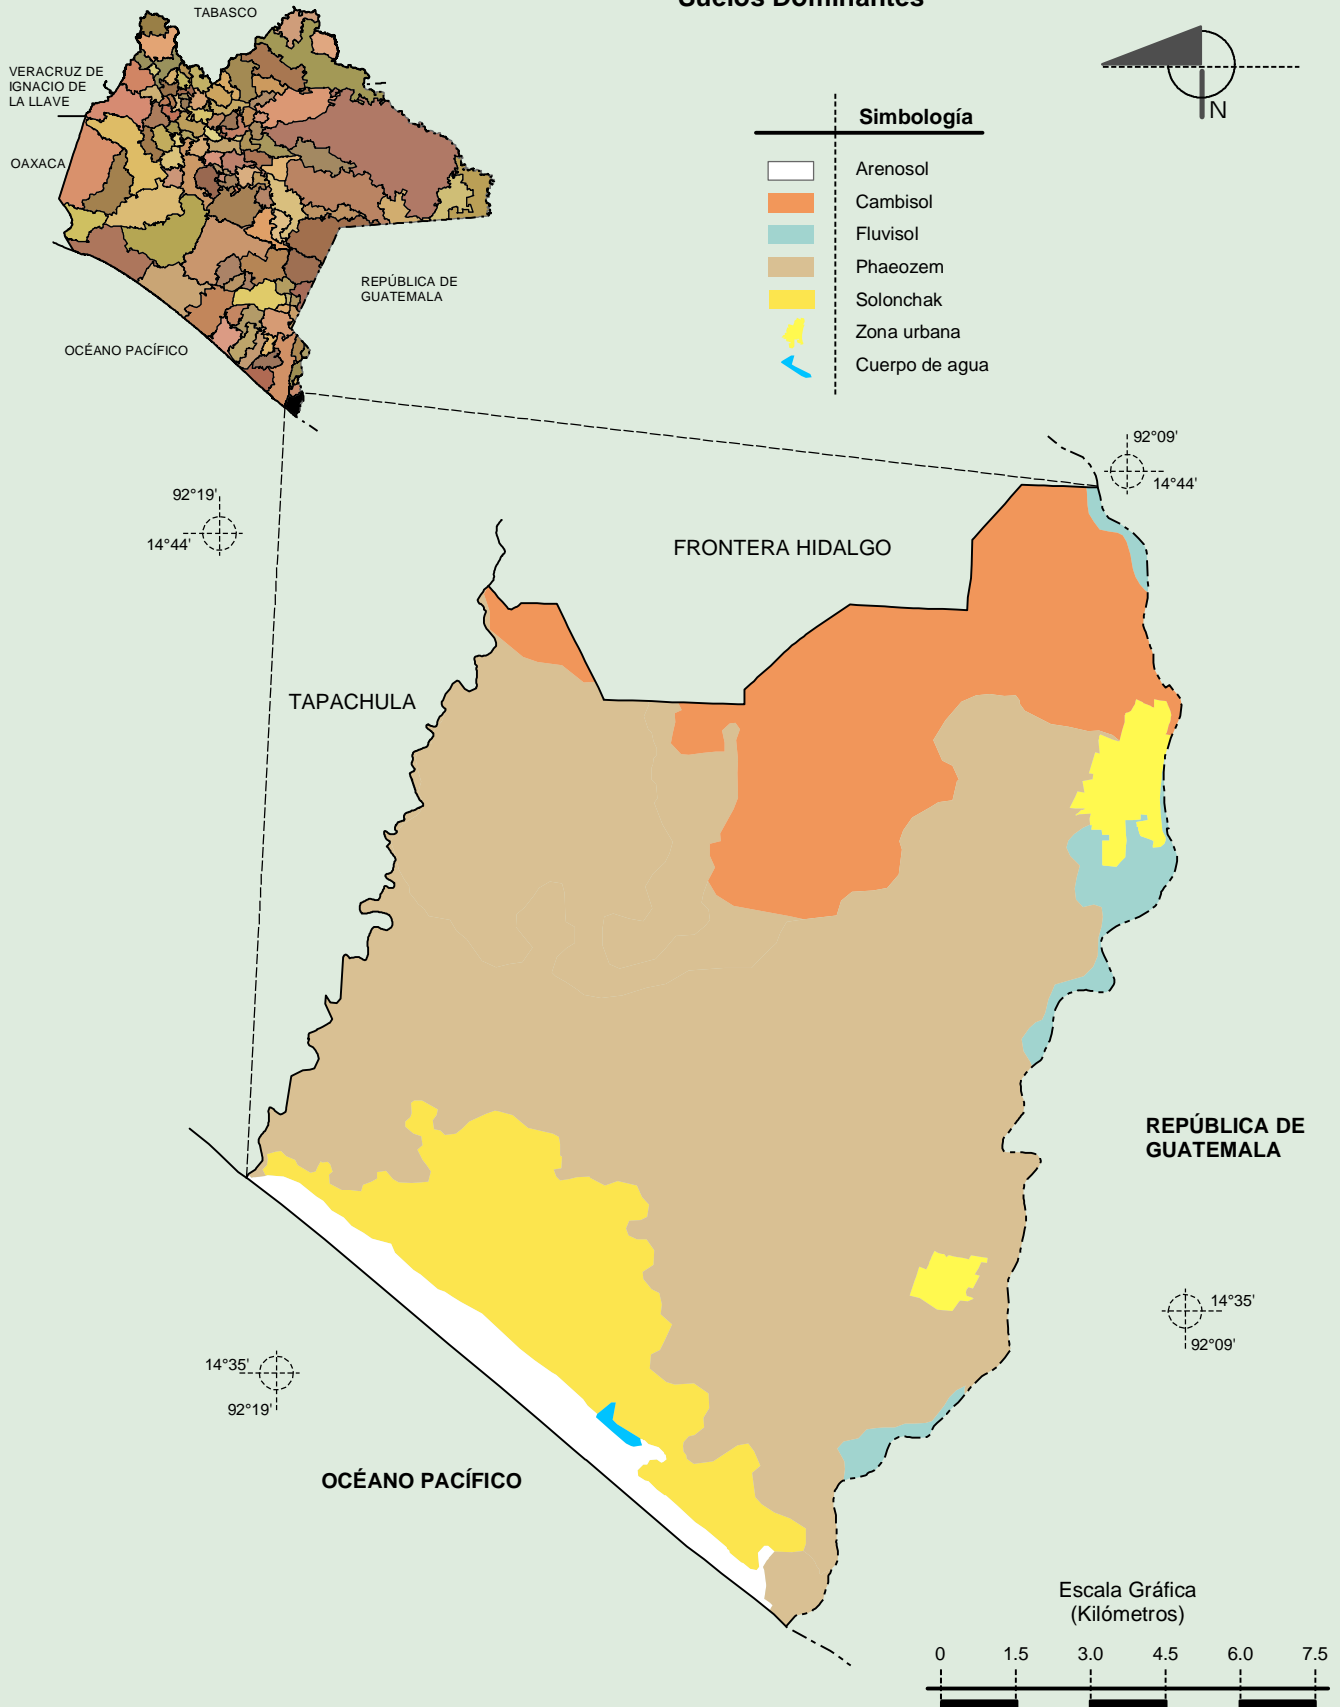 Suelos Dominantes
TABASCO
VERACRUZ DE
IGNACIO DE
LA LLAVE
OAXACA
REPÚBLICA DE
GUATEMALA
OCÉANO PACÍFICO
N
Simbología
Arenosol
Cambisol
Fluvisol
Phaeozem
Solonchak
Zona urbana
Cuerpo de agua
92°09'
14°44'
92°19'
14°44'
FRONTERA HIDALGO
TAPACHULA
REPÚBLICA DE
GUATEMALA
14°35'
92°09'
14°35'
92°19'
OCÉANO PACÍFICO
Escala Gráfica
(Kilómetros)
0 1.5 3.0 4.5 6.0 7.5